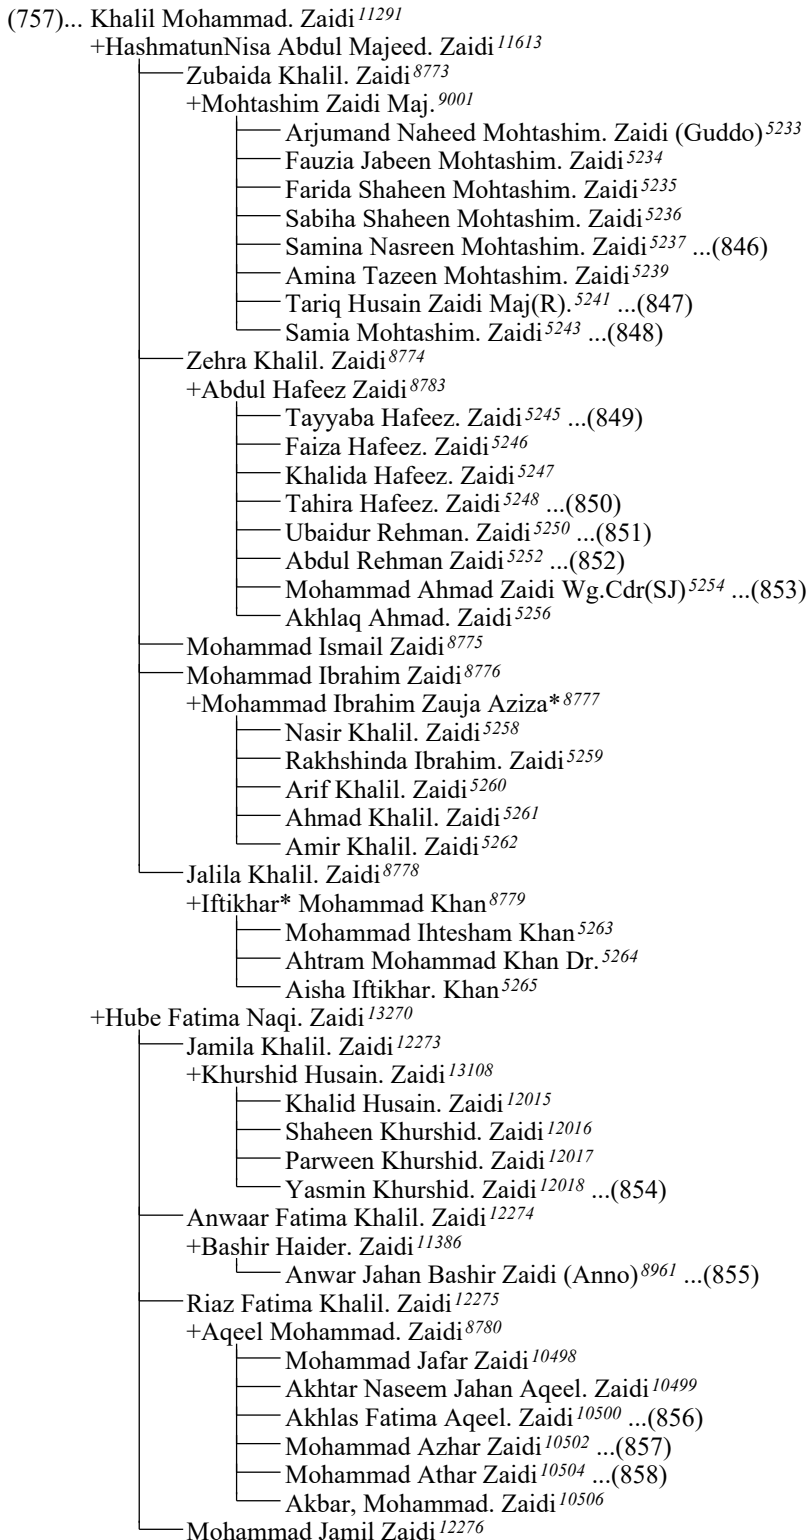 (757)... Khalil Mohammad. Zaidi 11291
+HashmatunNisa Abdul Majeed. Zaidi 11613
Zubaida Khalil. Zaidi 8773
+Mohtashim Zaidi Maj. 9001
Arjumand Naheed Mohtashim. Zaidi (Guddo) 5233
Fauzia Jabeen Mohtashim. Zaidi 5234
Farida Shaheen Mohtashim. Zaidi 5235
Sabiha Shaheen Mohtashim. Zaidi 5236
Samina Nasreen Mohtashim. Zaidi 5237 ...(846)
Amina Tazeen Mohtashim. Zaidi 5239
Tariq Husain Zaidi Maj(R). 5241 ...(847)
Samia Mohtashim. Zaidi 5243 ...(848)
Zehra Khalil. Zaidi 8774
+Abdul Hafeez Zaidi 8783
Tayyaba Hafeez. Zaidi 5245 ...(849)
Faiza Hafeez. Zaidi 5246
Khalida Hafeez. Zaidi 5247
Tahira Hafeez. Zaidi 5248 ...(850)
Ubaidur Rehman. Zaidi 5250 ...(851)
Abdul Rehman Zaidi 5252 ...(852)
Mohammad Ahmad Zaidi Wg.Cdr(SJ) 5254 ...(853)
Akhlaq Ahmad. Zaidi 5256
Mohammad Ismail Zaidi 8775
Mohammad Ibrahim Zaidi 8776
+Mohammad Ibrahim Zauja Aziza* 8777
Nasir Khalil. Zaidi 5258
Rakhshinda Ibrahim. Zaidi 5259
Arif Khalil. Zaidi 5260
Ahmad Khalil. Zaidi 5261
Amir Khalil. Zaidi 5262
Jalila Khalil. Zaidi 8778
+Iftikhar* Mohammad Khan 8779
Mohammad Ihtesham Khan 5263
Ahtram Mohammad Khan Dr. 5264
Aisha Iftikhar. Khan 5265
+Hube Fatima Naqi. Zaidi 13270
Jamila Khalil. Zaidi 12273
+Khurshid Husain. Zaidi 13108
Khalid Husain. Zaidi 12015
Shaheen Khurshid. Zaidi 12016
Parween Khurshid. Zaidi 12017
Yasmin Khurshid. Zaidi 12018 ...(854)
Anwaar Fatima Khalil. Zaidi 12274
+Bashir Haider. Zaidi 11386
Anwar Jahan Bashir Zaidi (Anno) 8961 ...(855)
Riaz Fatima Khalil. Zaidi 12275
+Aqeel Mohammad. Zaidi 8780
Mohammad Jafar Zaidi 10498
Akhtar Naseem Jahan Aqeel. Zaidi 10499
Akhlas Fatima Aqeel. Zaidi 10500 ...(856)
Mohammad Azhar Zaidi 10502 ...(857)
Mohammad Athar Zaidi 10504 ...(858)
Akbar, Mohammad. Zaidi 10506
Mohammad Jamil Zaidi 12276